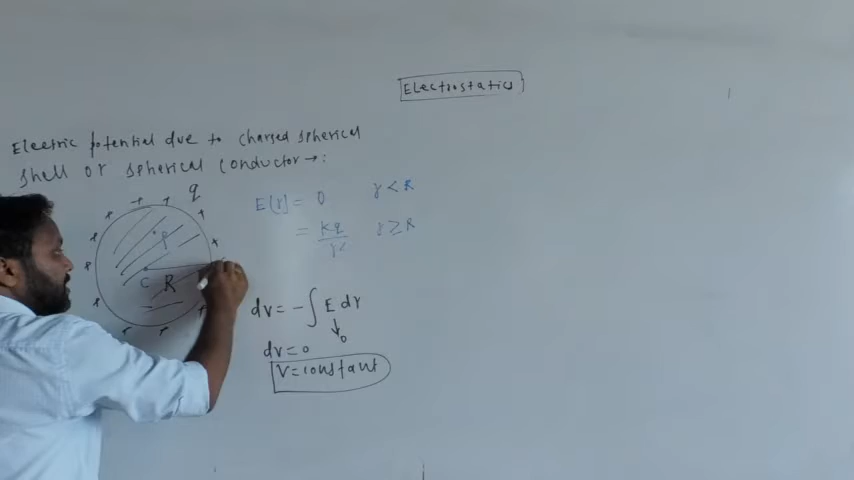 Electrostatics
Electric potential due to charged spherical
shell or spherical conductor →:
q
E(r) = 0 r < R
= kq/r² r ≥ R
P
C R
dv = - ∫ E dr
↓ 0
dv = 0
V = constant